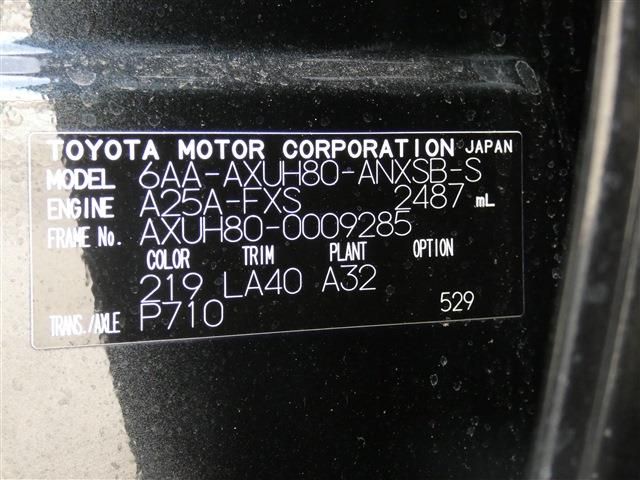 TOYOTA MOTOR CORPORATION JAPAN
MODEL 6AA-AXUH80-ANXSB-S
ENGINE A25A-FXS 2487 mL
FRAME No. AXUH80-0009285
COLOR TRIM PLANT OPTION
219 LA40 A32
TRANS./AXLE P710 529